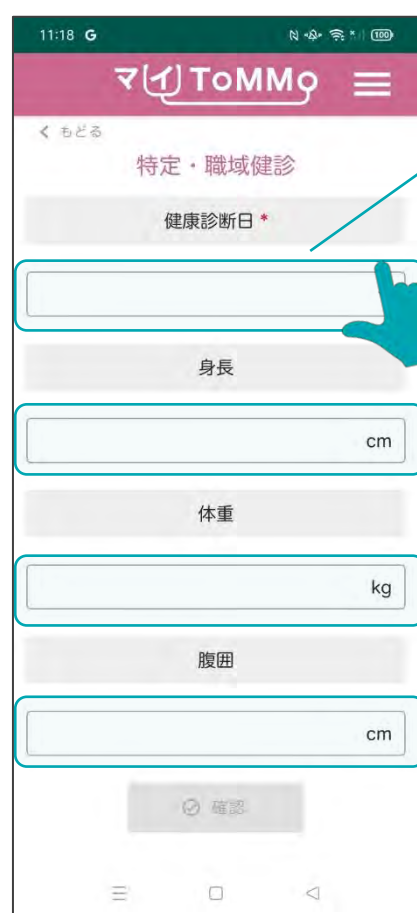 11:18 G
100
マイToMMo
もどる
特定・職域健診
健康診断日 *
身長
cm
体重
kg
腹囲
cm
確認